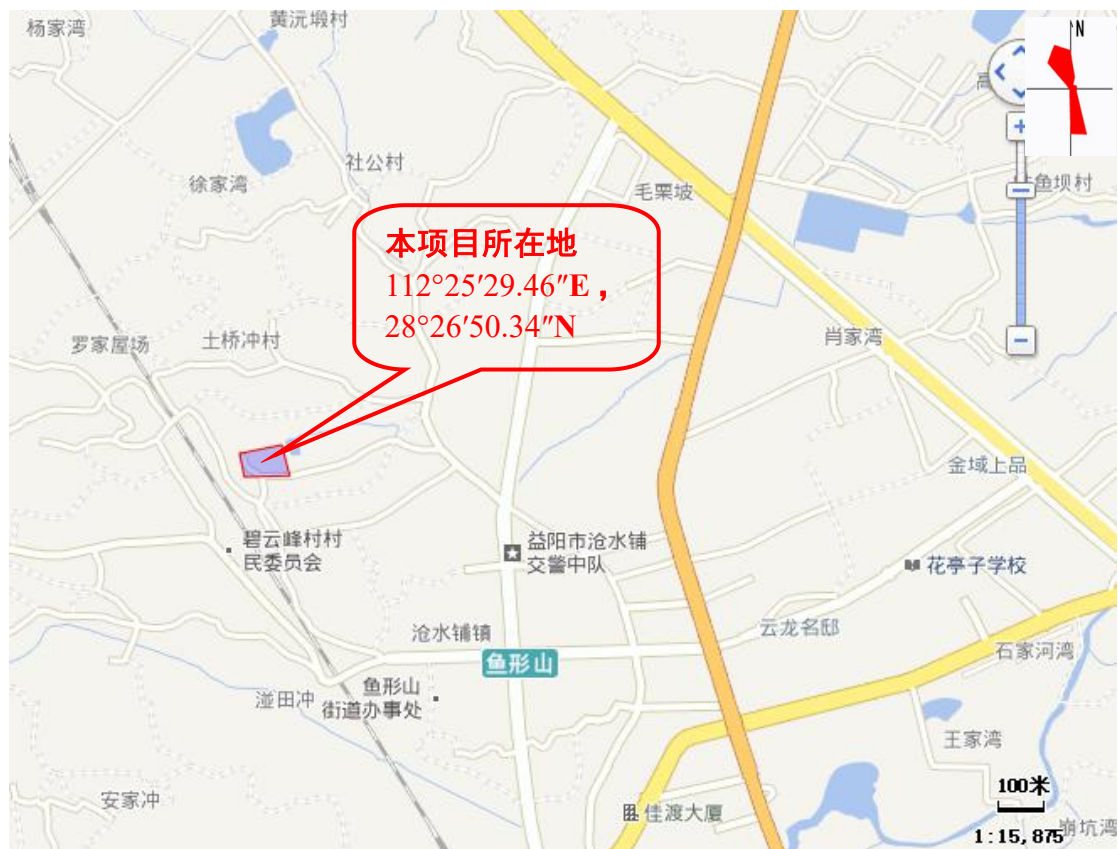 杨家湾
黄沅塅村
N
高
徐家湾
社公村
毛栗坡
鱼坝村
本项目所在地
112°25′29.46″E，
28°26′50.34″N
罗家屋场
土桥冲村
肖家湾
金域上品
碧云峰村村
民委员会
益阳市沧水铺
交警中队
花亭子学校
沧水铺镇
云龙名邸
鱼形山
石家河湾
湴田冲
鱼形山
街道办事处
王家湾
安家冲
佳渡大厦
100米
1:15,875
崩坑湾